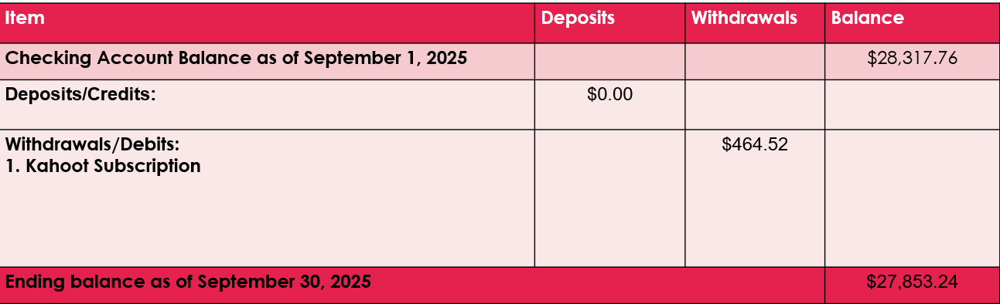 Item Deposits Withdrawals Balance
Checking Account Balance as of September 1, 2025 $28,317.76
Deposits/Credits: $0.00
Withdrawals/Debits: $464.52
1. Kahoot Subscription
Ending balance as of September 30, 2025 $27,853.24